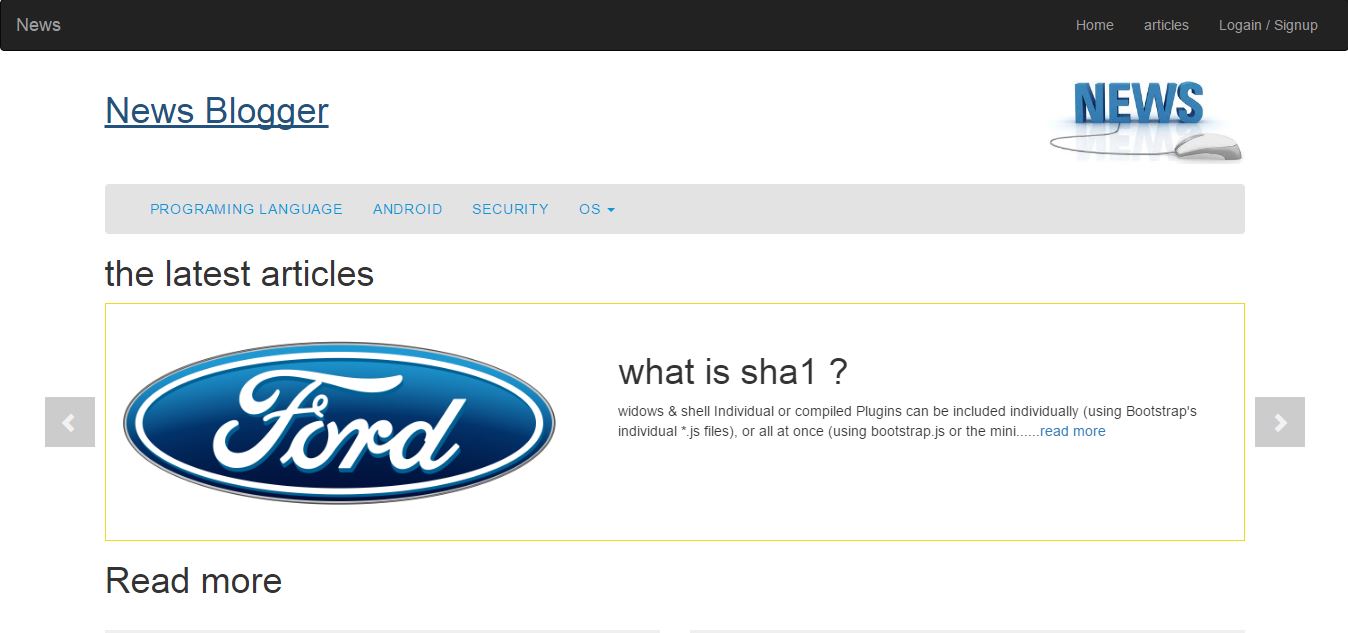 News
Home
articles
Logain / Signup
News Blogger
NEWS
PROGRAMING LANGUAGE
ANDROID
SECURITY
OS
the latest articles
Ford
what is sha1 ?
widows & shell Individual or compiled Plugins can be included individually (using Bootstrap's
individual *.js files), or all at once (using bootstrap.js or the mini......read more
Read more